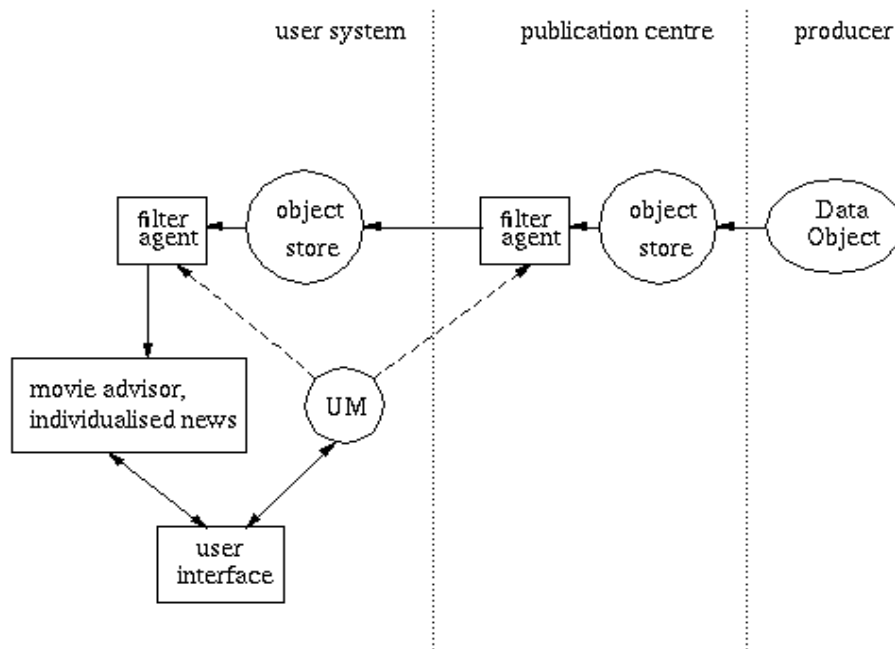 user system
publication centre
producer
filter
agent
object
store
filter
agent
object
store
Data
Object
movie advisor,
individualised news
UM
user
interface